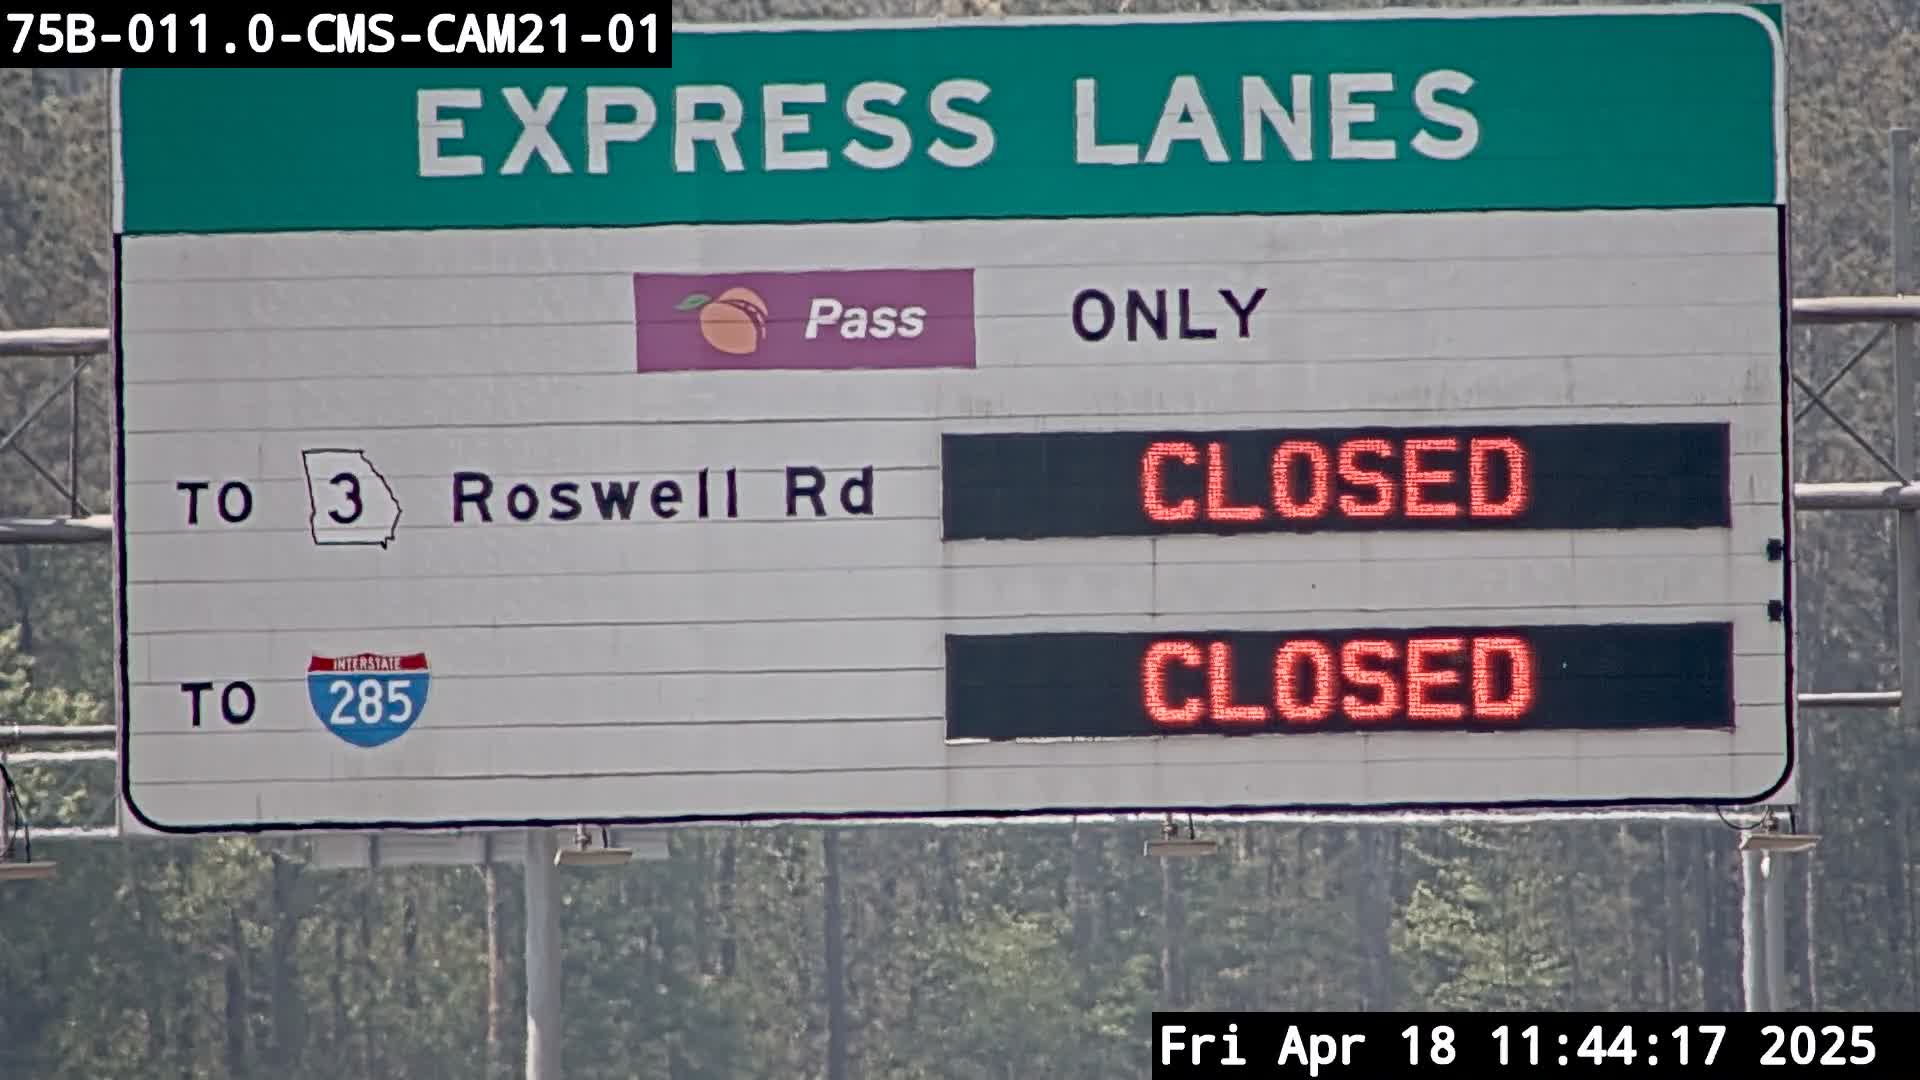 75B-011.0-CMS-CAM21-01
EXPRESS LANES
Pass ONLY
TO 3 Roswell Rd CLOSED
TO INTERSTATE 285 CLOSED
Fri Apr 18 11:44:17 2025